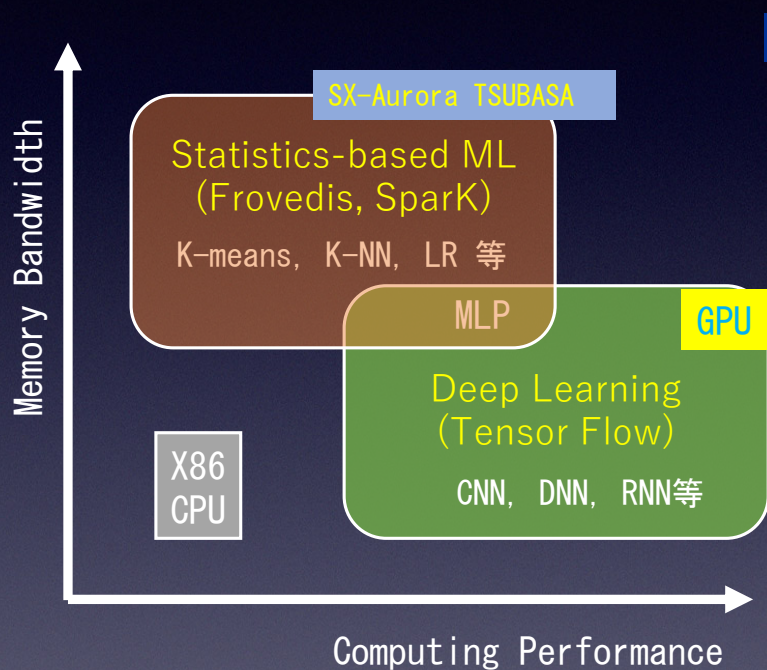 SX-Aurora TSUBASA
Statistics-based ML
(Frovedis, SparK)
K-means, K-NN, LR 等
MLP
GPU
Deep Learning
(Tensor Flow)
CNN, DNN, RNN等
X86
CPU
Memory Bandwidth
Computing Performance